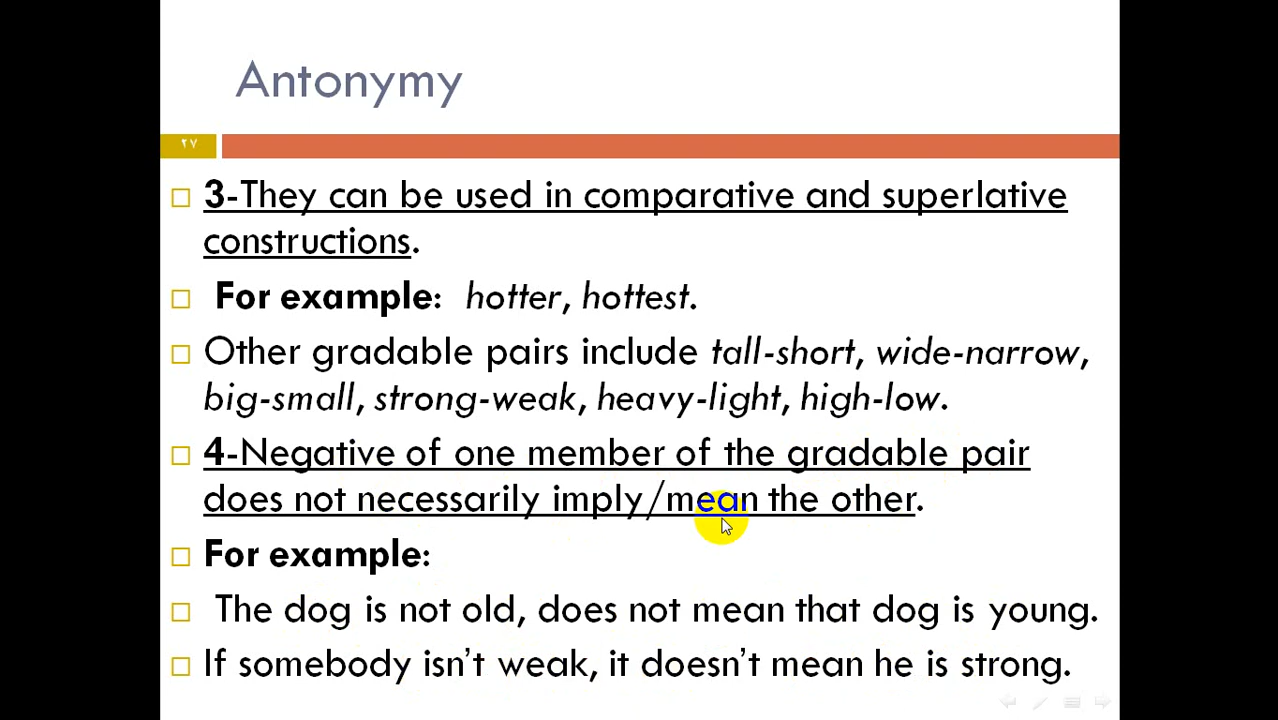 Antonymy
٢٧
3-They can be used in comparative and superlative
constructions.
For example: hotter, hottest.
Other gradable pairs include tall-short, wide-narrow,
big-small, strong-weak, heavy-light, high-low.
4-Negative of one member of the gradable pair
does not necessarily imply/mean the other.
For example:
The dog is not old, does not mean that dog is young.
If somebody isn’t weak, it doesn’t mean he is strong.